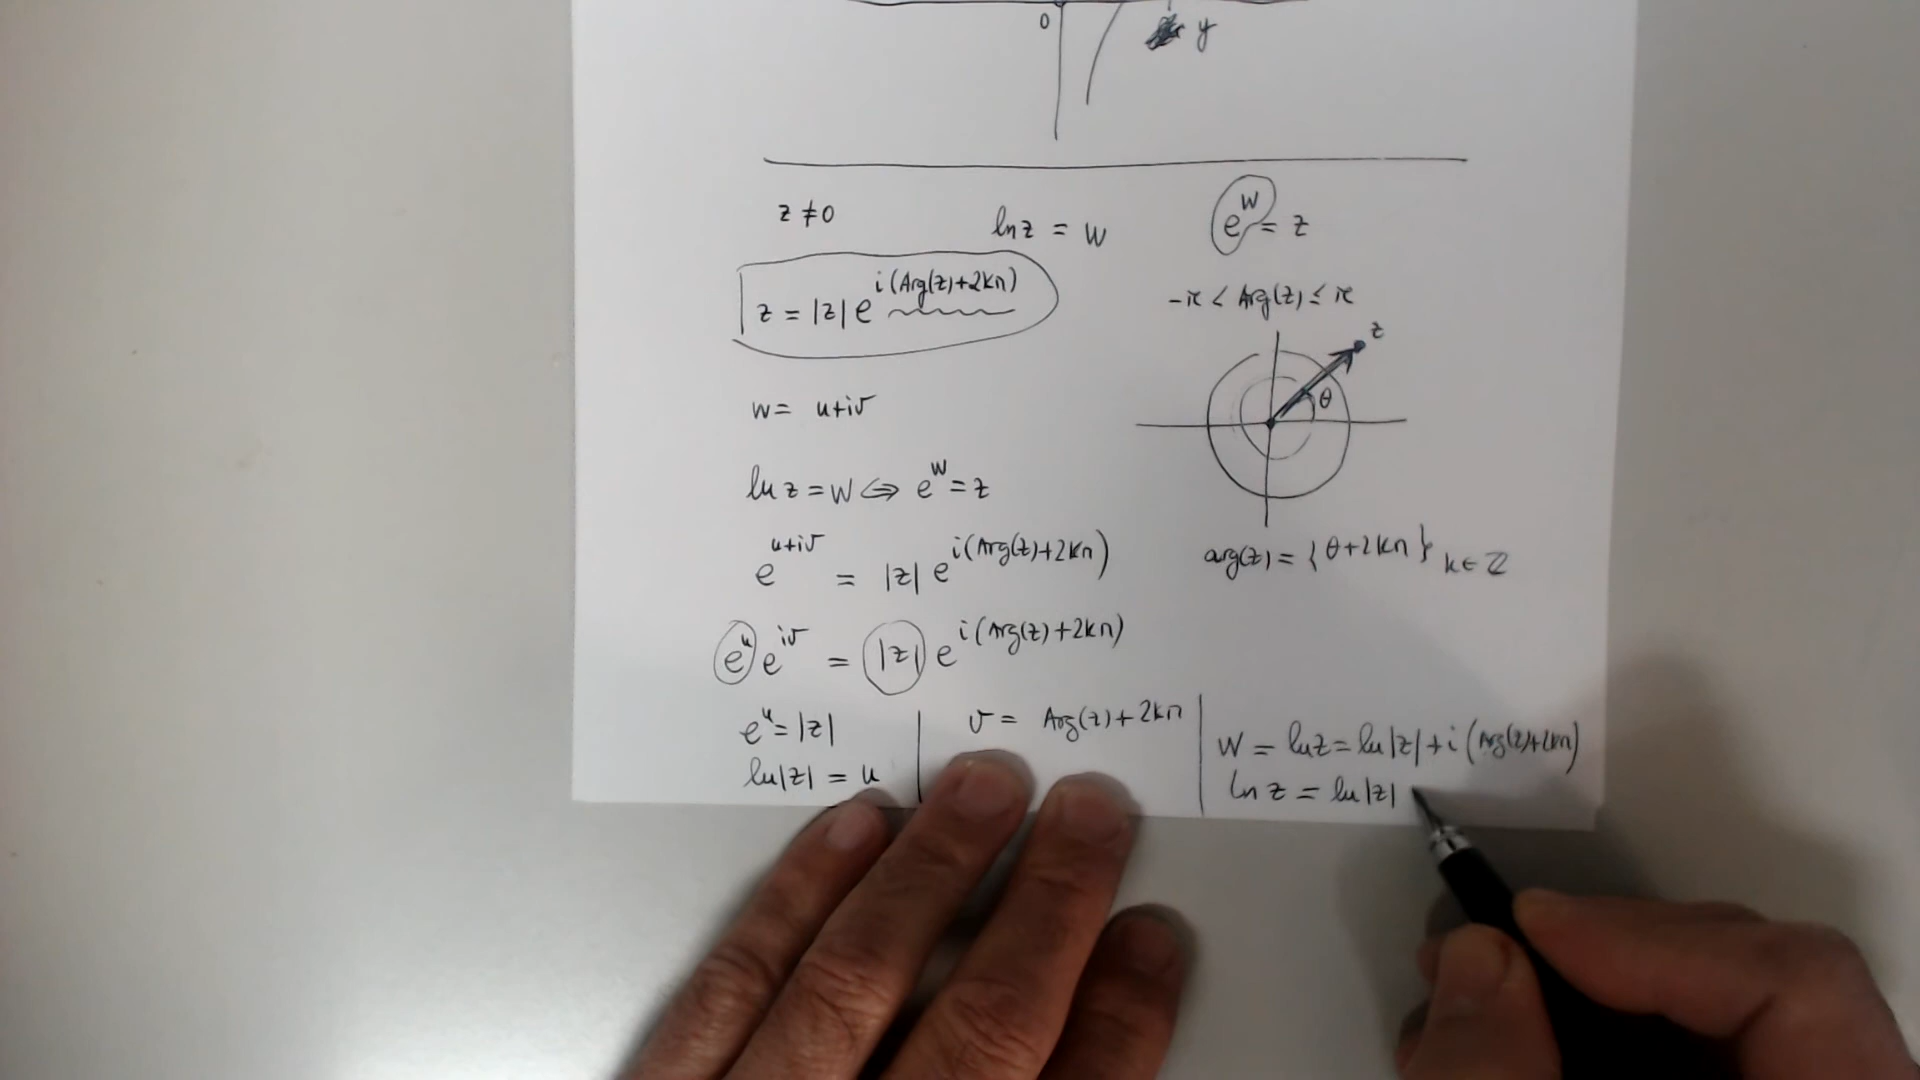 0
y
z ≠ 0
ln z = w
e^w = z
z = |z| e^{i(Arg(z)+2kπ)}
-π < Arg(z) ≤ π
z
θ
w = u+iv
ln z = w ⇔ e^w = z
e^{u+iv} = |z| e^{i(Arg(z)+2kπ)}
arg(z) = {θ+2kπ}_{k∈ℤ}
e^u e^{iv} = |z| e^{i(Arg(z)+2kπ)}
e^u = |z|
ln|z| = u
v = Arg(z)+2kπ
w = ln z = ln|z| + i(Arg(z)+2kπ)
ln z = ln|z|